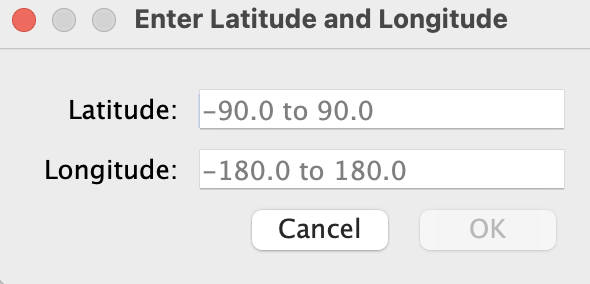 Enter Latitude and Longitude
Latitude: −90.0 to 90.0
Longitude: −180.0 to 180.0
Cancel OK